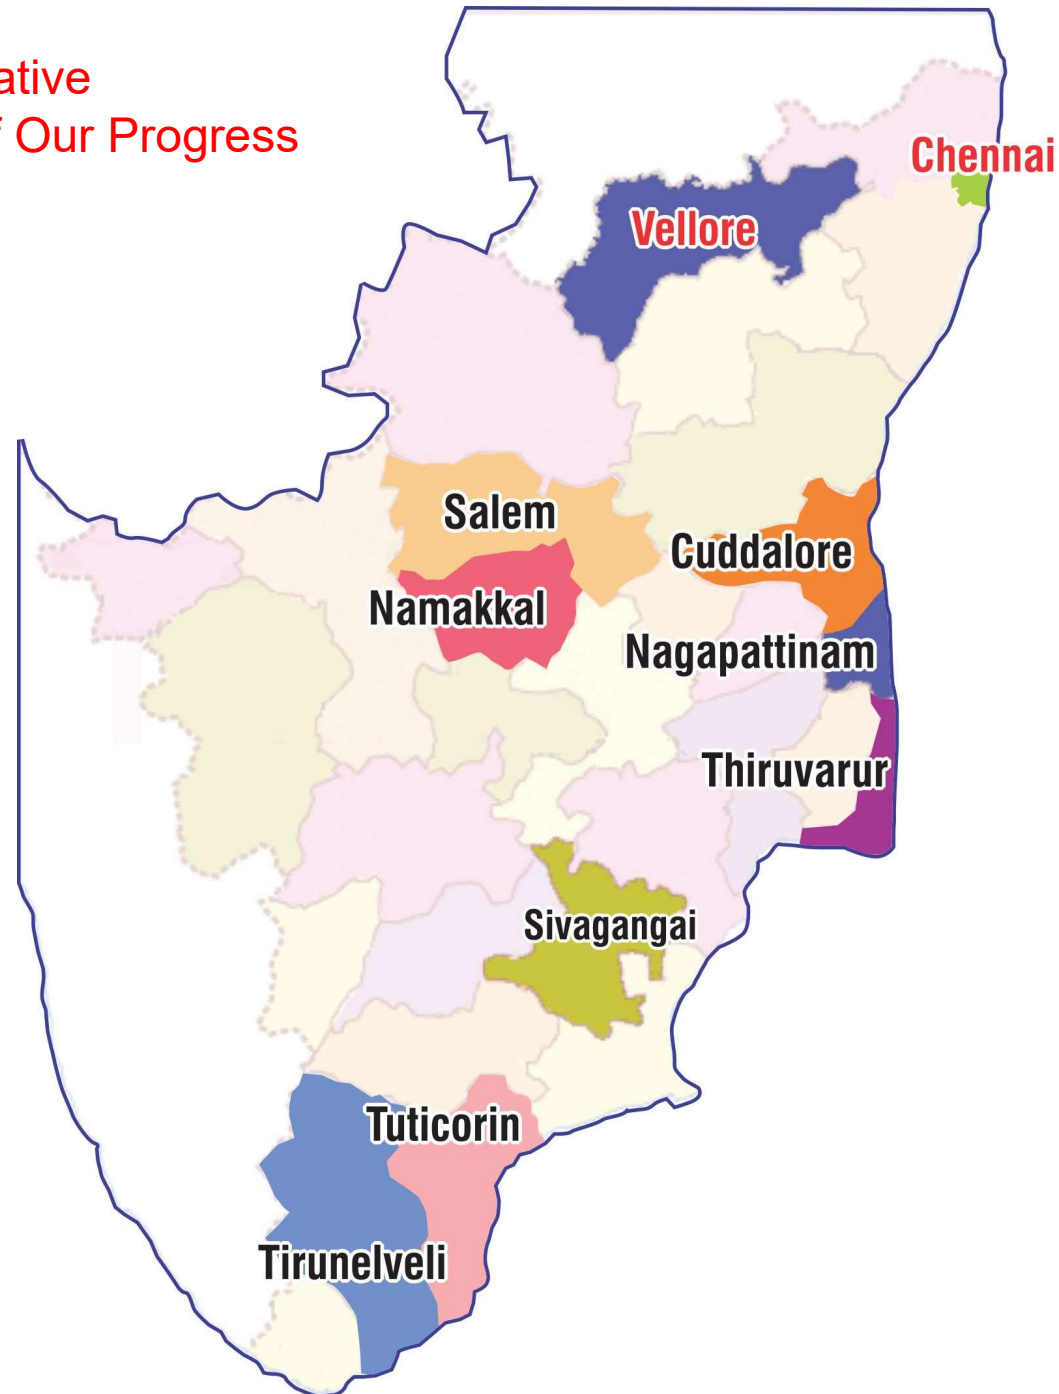 ative
f Our Progress
Chennai
Vellore
Salem
Cuddalore
Namakkal
Nagapattinam
Thiruvarur
Sivagangai
Tuticorin
Tirunelveli